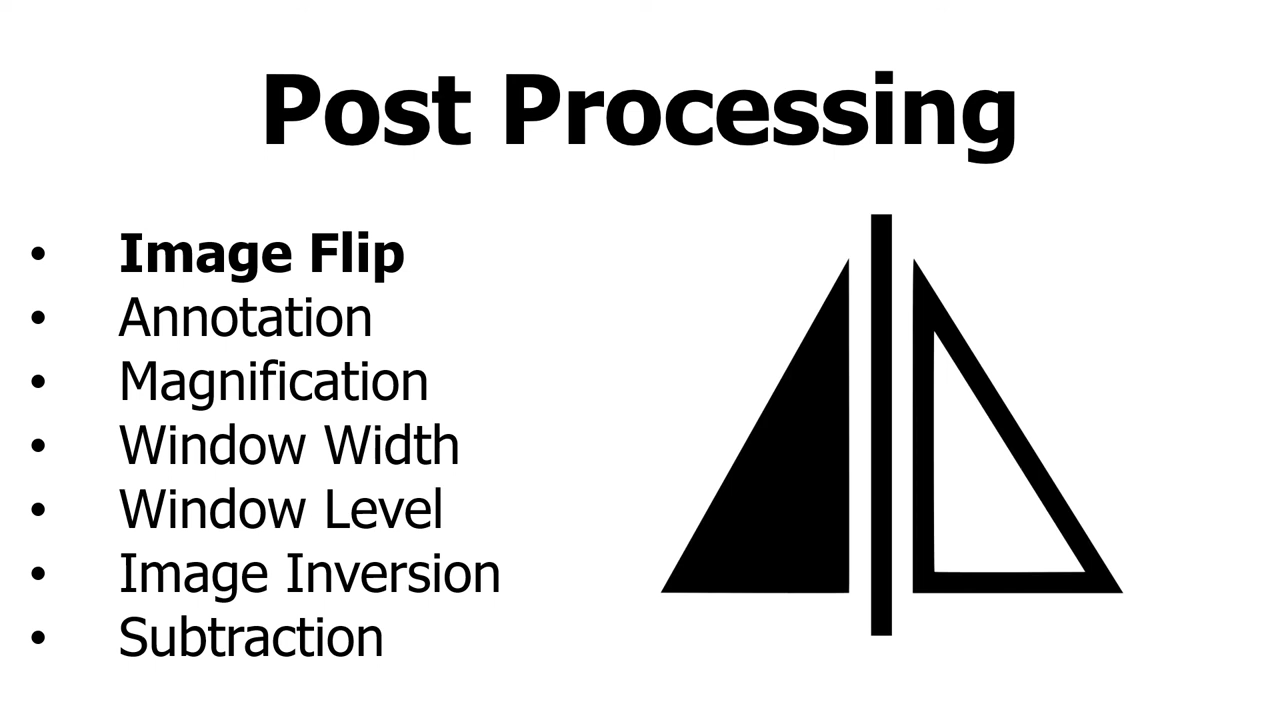 Post Processing
• Image Flip
• Annotation
• Magnification
• Window Width
• Window Level
• Image Inversion
• Subtraction